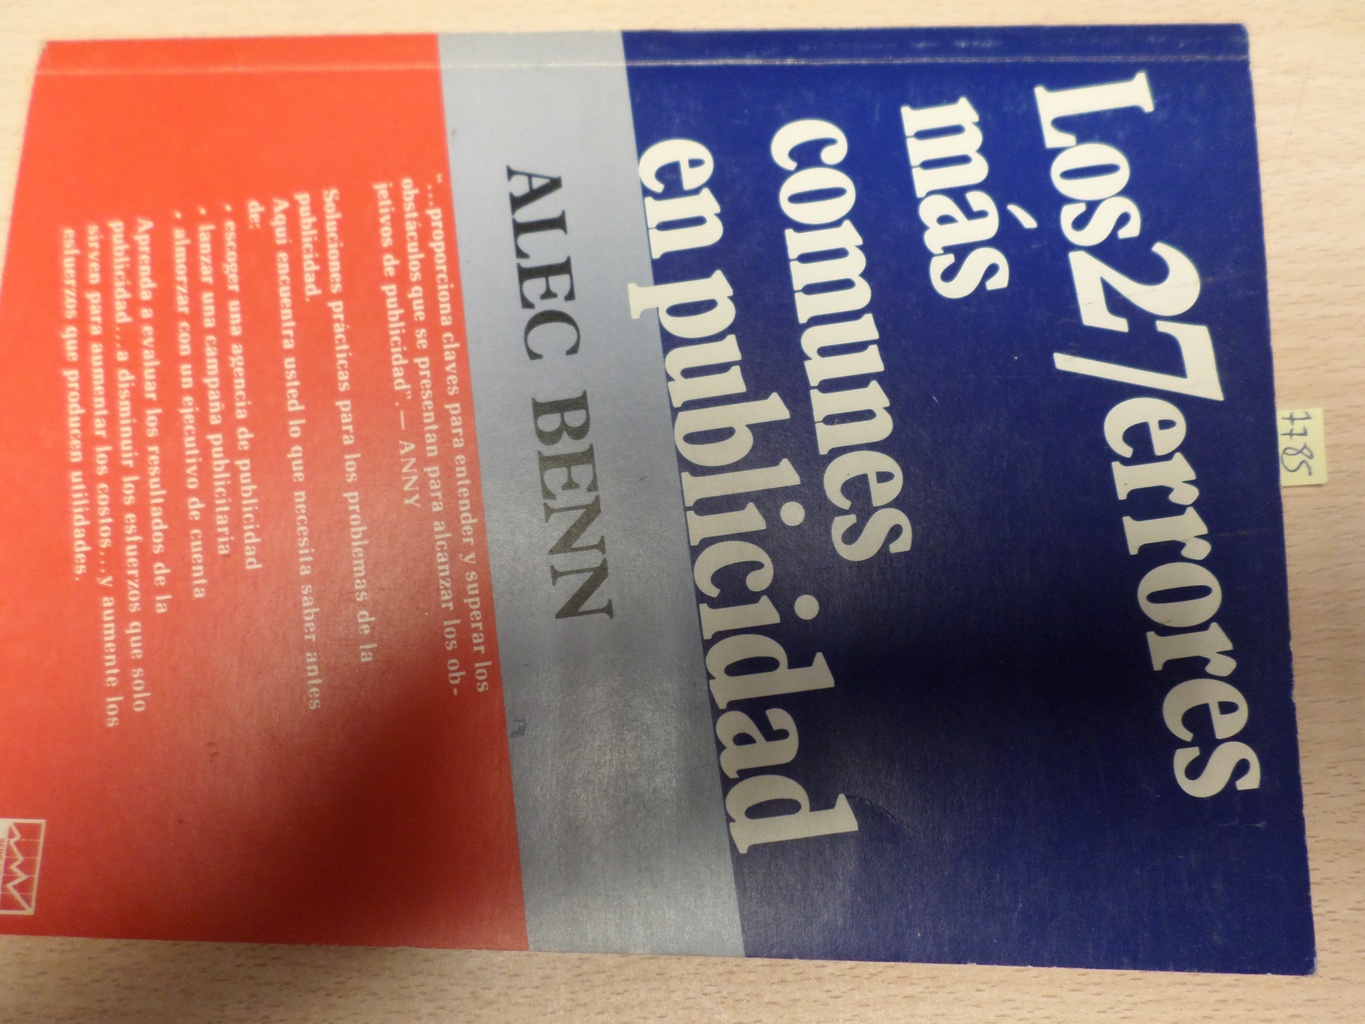 Los 27 errores
más
comunes
en publicidad
ALEC BENN
"...proporciona claves para entender y superar los
obstáculos que se presentan para alcanzar los ob-
jetivos de publicidad". — ANNY
Soluciones prácticas para los problemas de la
publicidad.
Aquí encuentra usted lo que necesita saber antes
de:
• escoger una agencia de publicidad
• lanzar una campaña publicitaria
• almorzar con un ejecutivo de cuenta
Aprenda a evaluar los resultados de la
publicidad...a disminuir los esfuerzos que solo
sirven para aumentar los costos...y aumente los
esfuerzos que producen utilidades.
7785